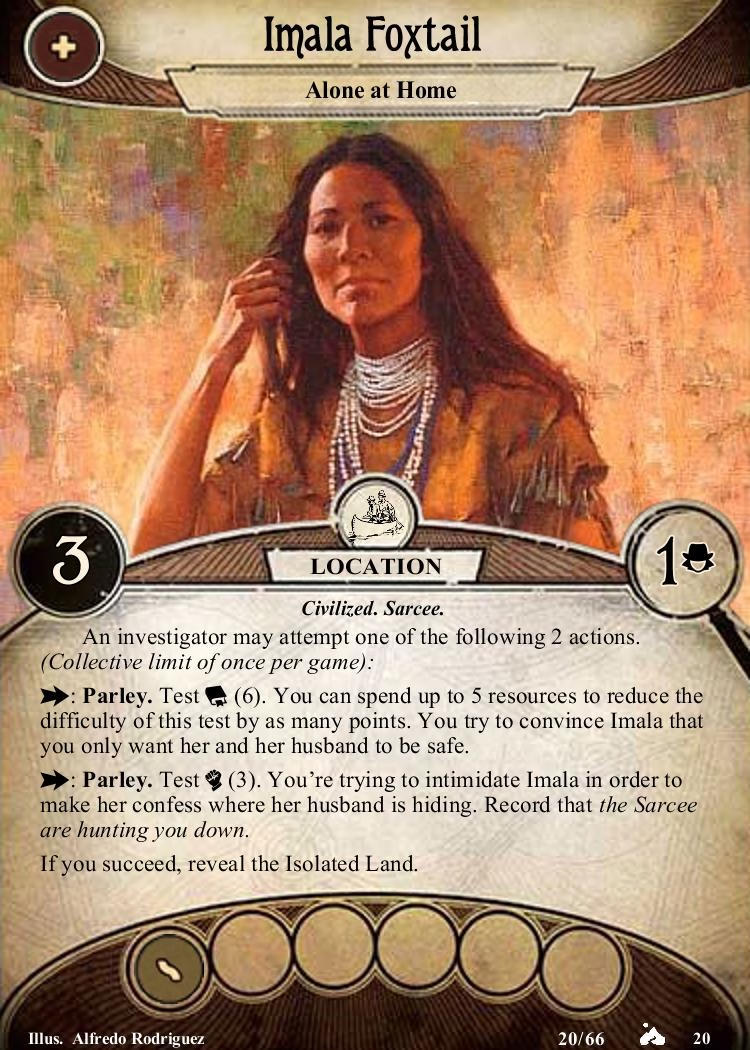 Imala Foxtail
Alone at Home
3
LOCATION
1
Civilized. Sarcee.
An investigator may attempt one of the following 2 actions.
(Collective limit of once per game):
: Parley. Test (6). You can spend up to 5 resources to reduce the
difficulty of this test by as many points. You try to convince Imala that
you only want her and her husband to be safe.
: Parley. Test (3). You’re trying to intimidate Imala in order to
make her confess where her husband is hiding. Record that the Sarcee
are hunting you down.
If you succeed, reveal the Isolated Land.
Illus. Alfredo Rodriguez
20/66
20